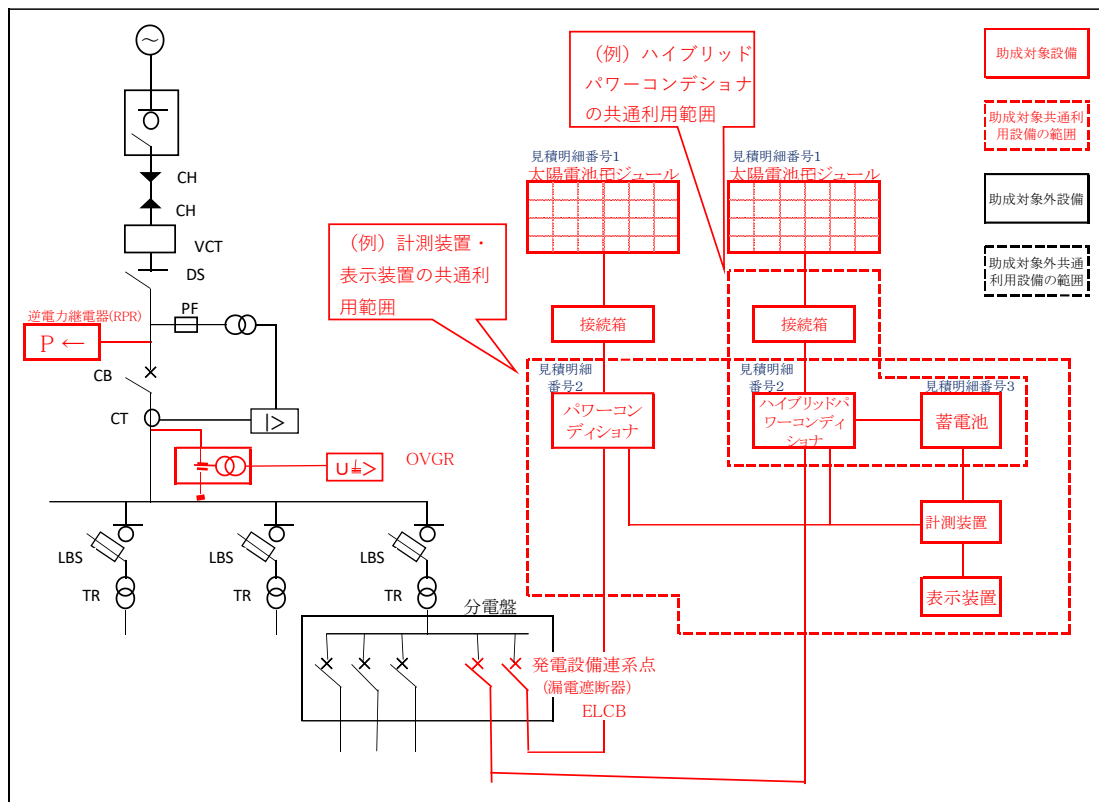 ～
CH
CH
VCT
DS
PF
逆電力継電器(RPR)
P ←
CB
CT
I>
OVGR
U⏚>
LBS
LBS
LBS
TR
TR
TR
分電盤
発電設備連系点
(漏電遮断器)
ELCB
（例）計測装置・
表示装置の共通利
用範囲
（例）ハイブリッド
パワーコンデショナ
の共通利用範囲
見積明細番号1
太陽電池モジュール
見積明細番号1
太陽電池モジュール
接続箱
接続箱
見積明細
番号2
パワーコン
ディショナ
見積明細
番号2
ハイブリッドパ
ワーコンディ
ショナ
見積明細番号3
蓄電池
計測装置
表示装置
助成対象設備
助成対象共通利
用設備の範囲
助成対象外設備
助成対象外共通
利用設備の範囲